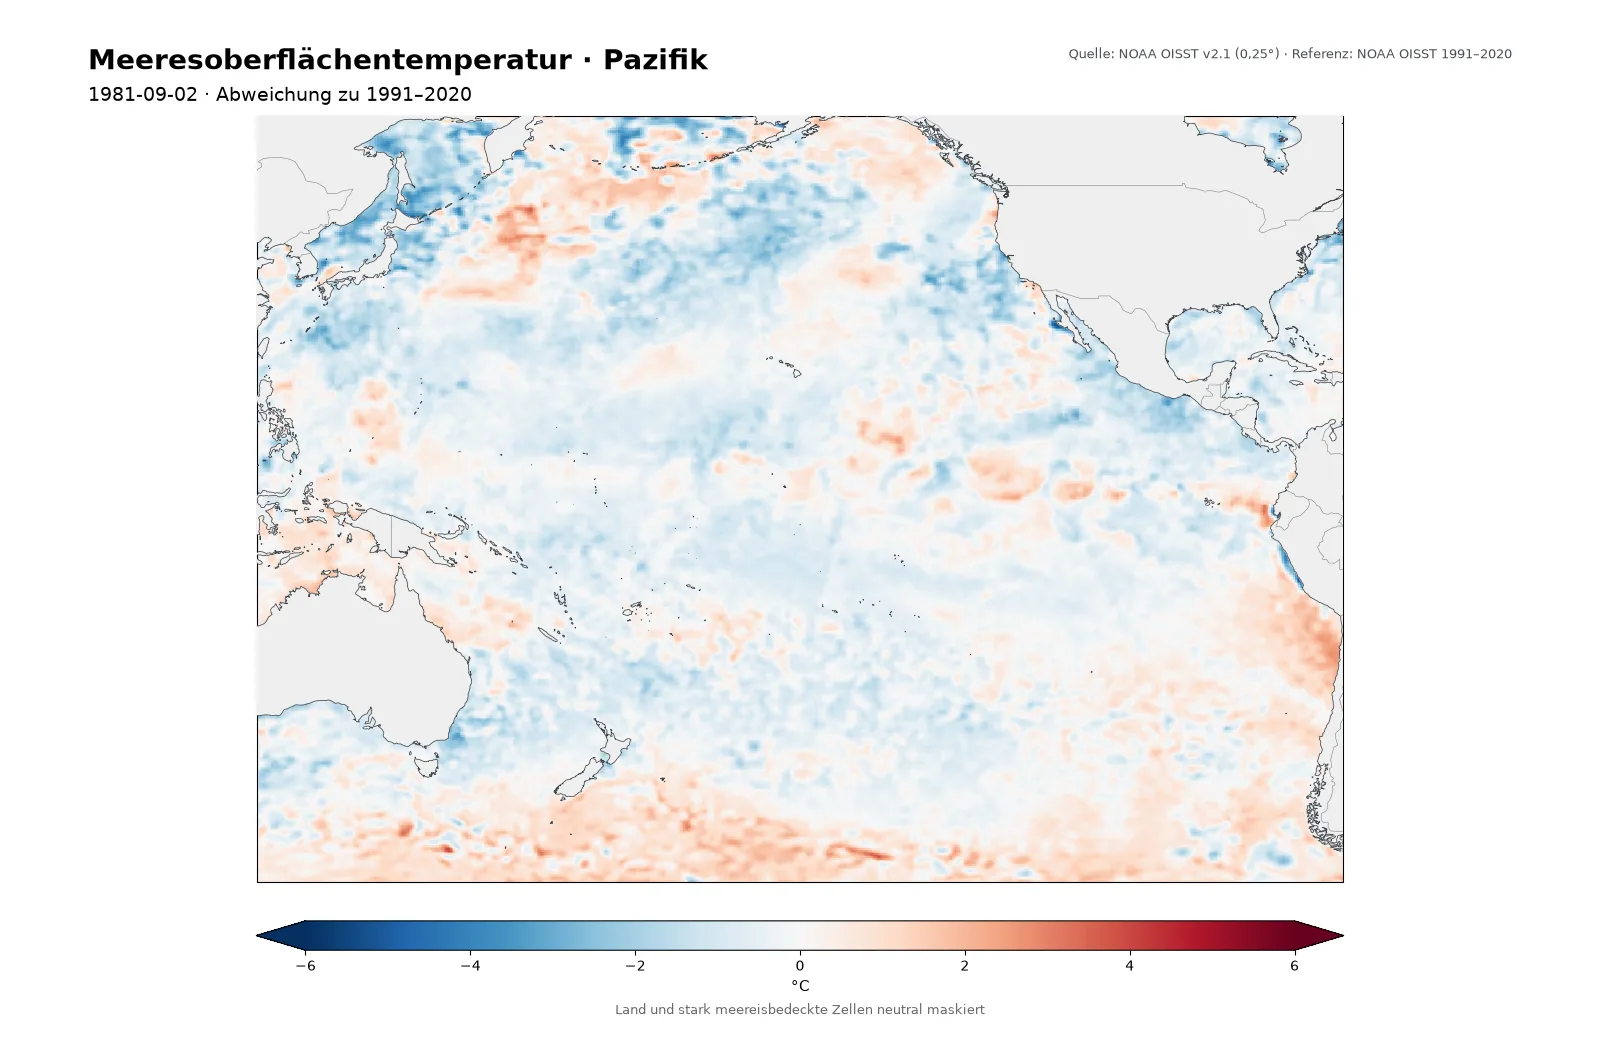 Meeresoberflächentemperatur · Pazifik
Quelle: NOAA OISST v2.1 (0,25°) · Referenz: NOAA OISST 1991–2020
1981-09-02 · Abweichung zu 1991–2020
−6 −4 −2 0 2 4 6
°C
Land und stark meereisbedeckte Zellen neutral maskiert